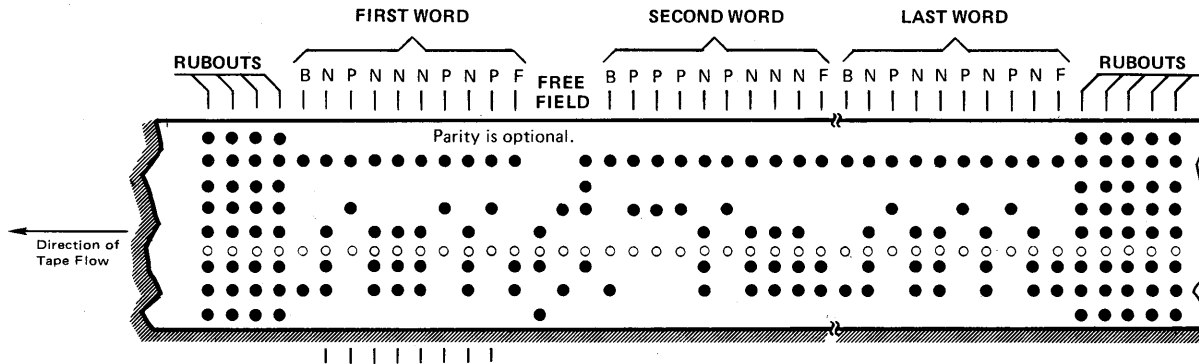 FIRST WORD SECOND WORD LAST WORD
RUBOUTS B N P N N N P N P F FREE FIELD B P P P N P N N N F B N P N N P N P N F RUBOUTS
Parity is optional.
Direction of
Tape Flow